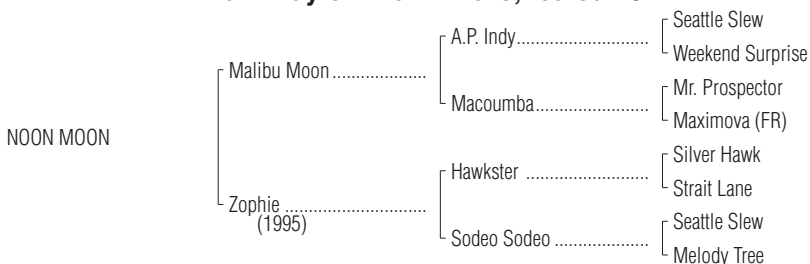 Seattle Slew
A.P. Indy
Weekend Surprise
Malibu Moon
Mr. Prospector
Macoumba
Maximova (FR)
NOON MOON
Silver Hawk
Hawkster
Strait Lane
Zophie
(1995)
Seattle Slew
Sodeo Sodeo
Melody Tree